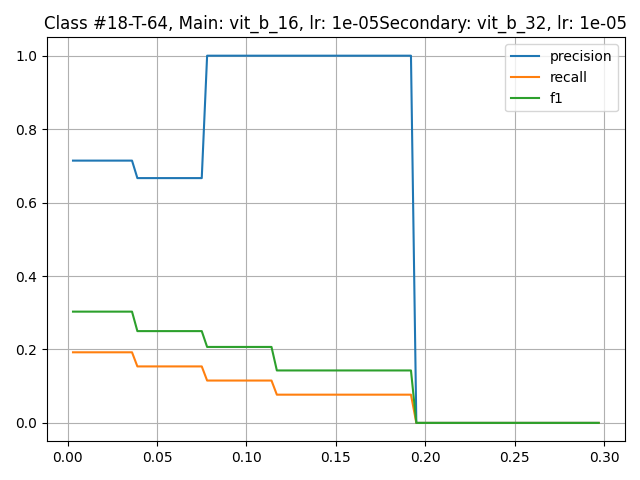 Class #18-T-64, Main: vit_b_16, lr: 1e-05Secondary: vit_b_32, lr: 1e-05
precision
recall
f1
1.0
0.8
0.6
0.4
0.2
0.0
0.00 0.05 0.10 0.15 0.20 0.25 0.30